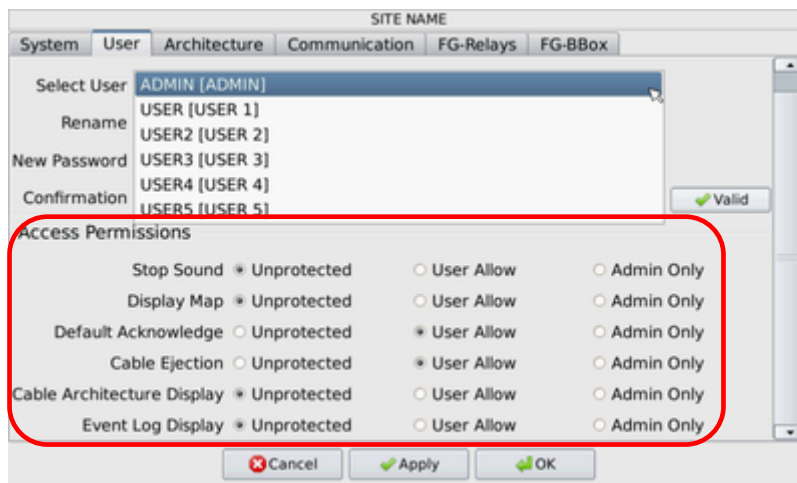 SITE NAME
System User Architecture Communication FG-Relays FG-BBox
Select User ADMIN [ADMIN]
USER [USER 1]
Rename
USER2 [USER 2]
New Password USER3 [USER 3]
USER4 [USER 4]
Confirmation
USER5 [USER 5]
Valid
Access Permissions
Stop Sound Unprotected User Allow Admin Only
Display Map Unprotected User Allow Admin Only
Default Acknowledge Unprotected User Allow Admin Only
Cable Ejection Unprotected User Allow Admin Only
Cable Architecture Display Unprotected User Allow Admin Only
Event Log Display Unprotected User Allow Admin Only
Cancel Apply OK